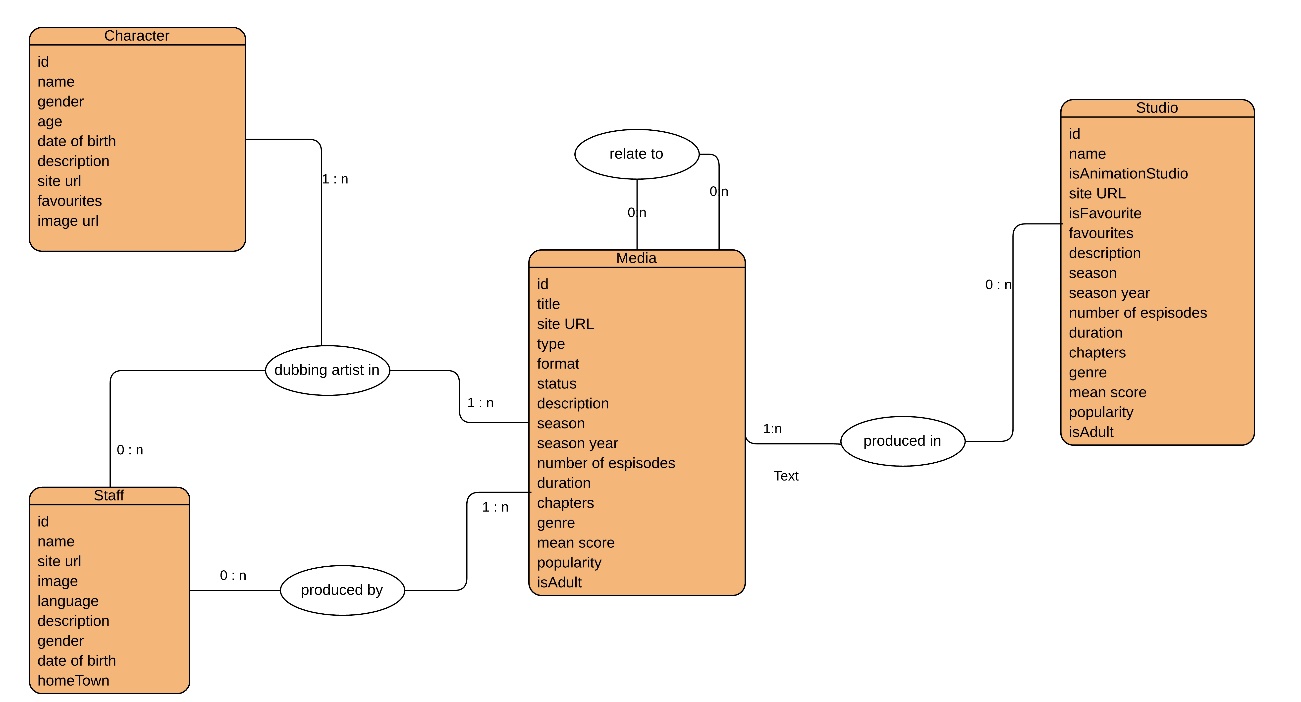 Character
id
name
gender
age
date of birth
description
site url
favourites
image url
1 : n
relate to
0:n
0:n
Studio
id
name
isAnimationStudio
site URL
isFavourite
favourites
description
season
season year
number of espisodes
duration
chapters
genre
mean score
popularity
isAdult
0 : n
Media
id
title
site URL
type
format
status
description
season
season year
number of espisodes
duration
chapters
genre
mean score
popularity
isAdult
dubbing artist in
1 : n
0 : n
1:n
produced in
Text
Staff
id
name
site url
image
language
description
gender
date of birth
homeTown
0 : n
produced by
1 : n